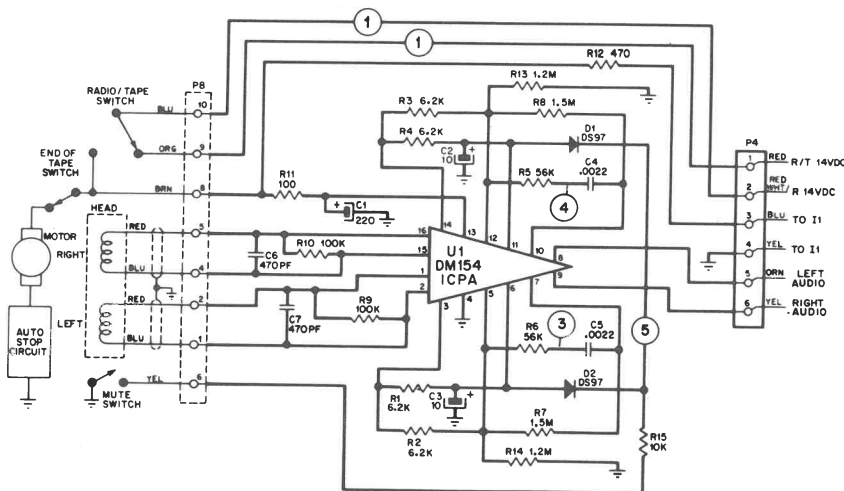 1
1
R12 470
P8
R13 1.2M
RADIO/TAPE
SWITCH
BLU
10
R3 6.2K
R8 1.5M
R4 6.2K
D1
DS97
P4
ORG
9
C2
10
+
1
RED
R/T 14VDC
END OF
TAPE SWITCH
R5 56K
C4
.0022
RED
WHT/
2
R 14VDC
BRN
8
R11
100
4
3
BLU
TO I1
HEAD
+
C1
220
14
13
12
11
10
4
YEL
TO I1
RED
5
16
MOTOR
RIGHT
C6
470PF
R10 100K
15
U1
DM154
ICPA
8
9
5
ORN
LEFT
AUDIO
BLU
4
1
2
7
6
YEL
RIGHT
AUDIO
RED
2
3
4
5
6
LEFT
C7
470PF
R9
100K
R6
56K
3
C5
.0022
5
AUTO
STOP
CIRCUIT
BLU
1
D2
DS97
YEL
6
MUTE
SWITCH
R1
6.2K
C3
10
+
R7
1.5M
R15
10K
R2
6.2K
R14 1.2M